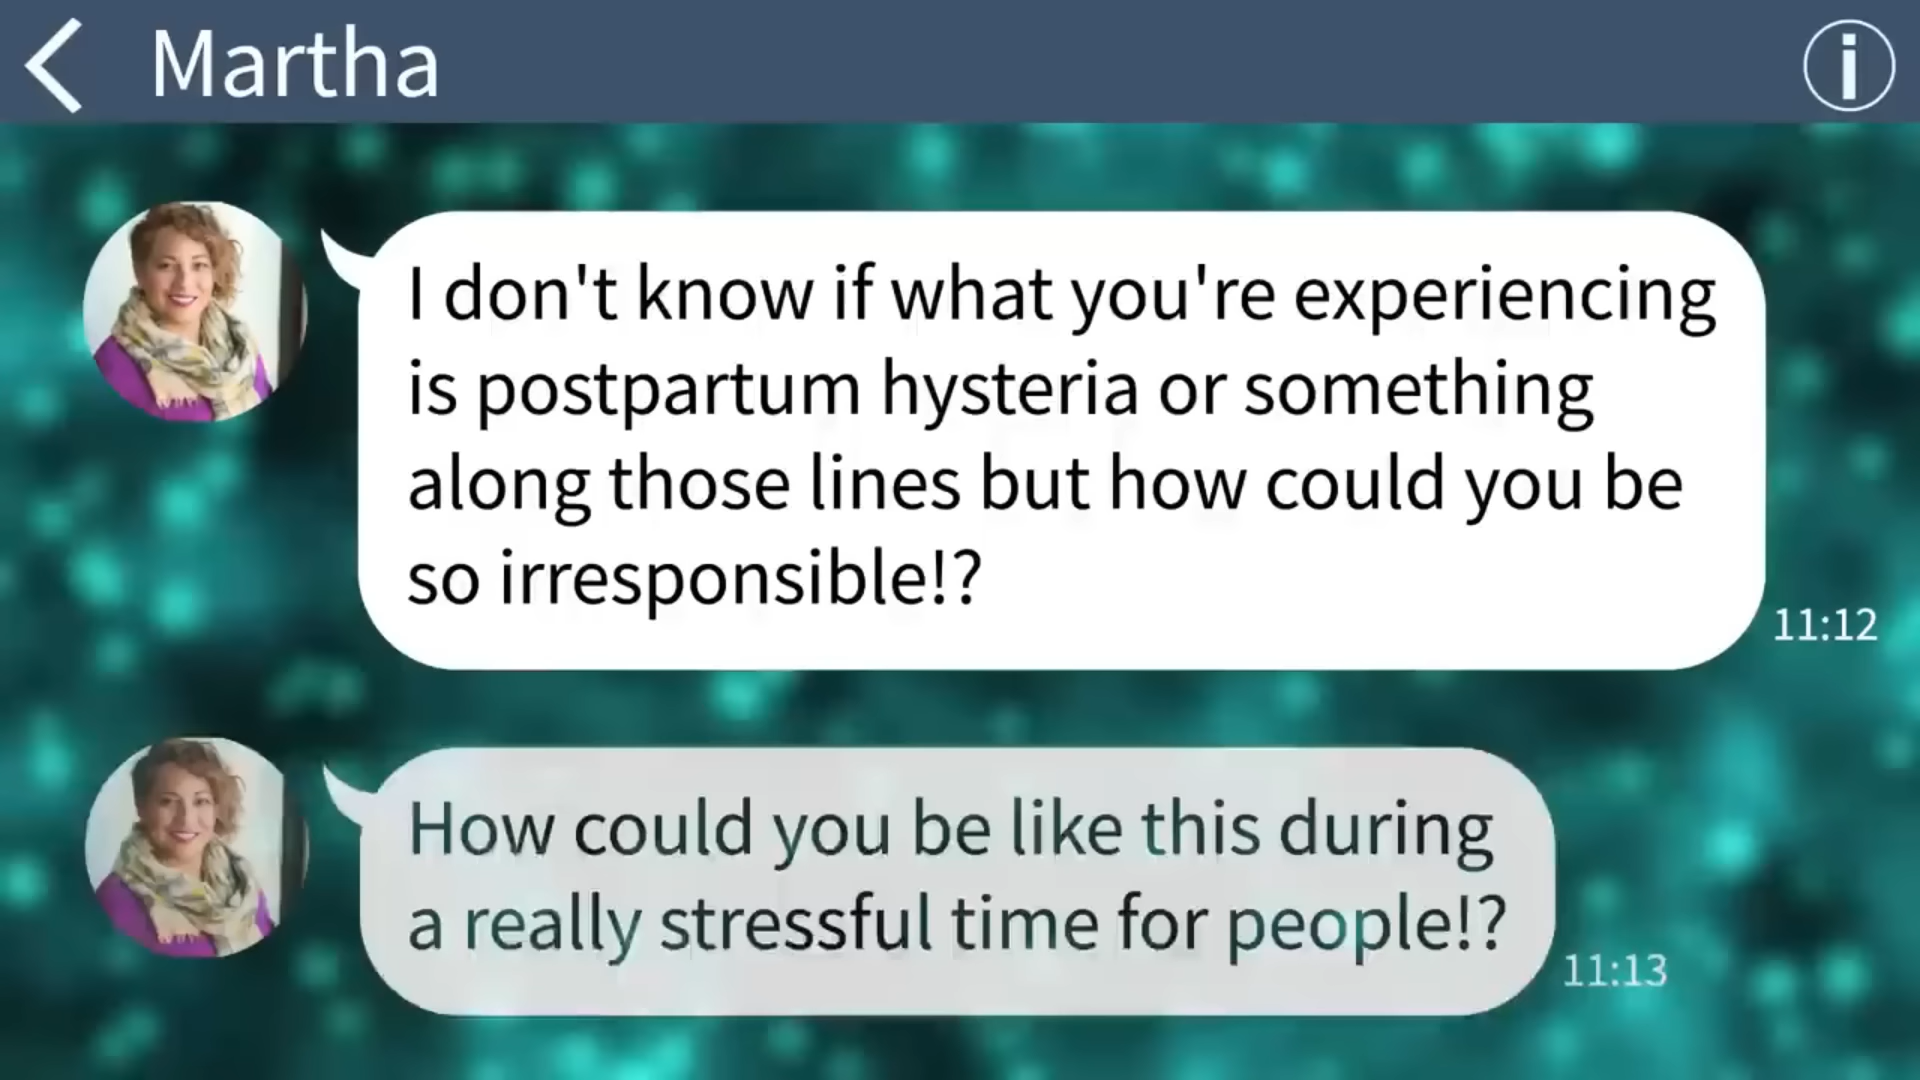 Martha
I don't know if what you're experiencing
is postpartum hysteria or something
along those lines but how could you be
so irresponsible!?
11:12
How could you be like this during
a really stressful time for people!?
11:13